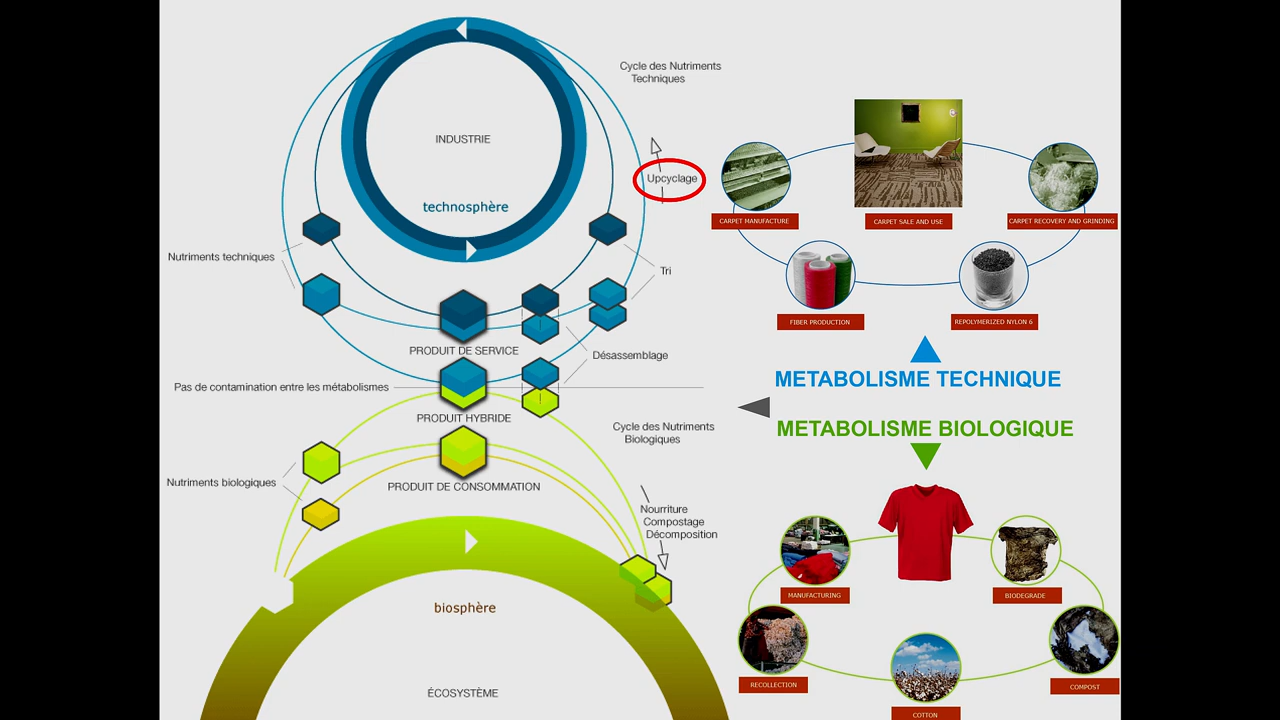 Cycle des Nutriments
Techniques
INDUSTRIE
Upcyclage
technosphère
Nutriments techniques
Tri
PRODUIT DE SERVICE
Désassemblage
Pas de contamination entre les métabolismes
PRODUIT HYBRIDE
Cycle des Nutriments
Biologiques
Nutriments biologiques
PRODUIT DE CONSOMMATION
Nourriture
Compostage
Décomposition
biosphère
ÉCOSYSTÈME
CARPET MANUFACTURE
CARPET SALE AND USE
CARPET RECOVERY AND GRINDING
FIBER PRODUCTION
REPOLYMERIZED NYLON 6
METABOLISME TECHNIQUE
METABOLISME BIOLOGIQUE
MANUFACTURING
BIODEGRADE
RECOLLECTION
COMPOST
COTTON